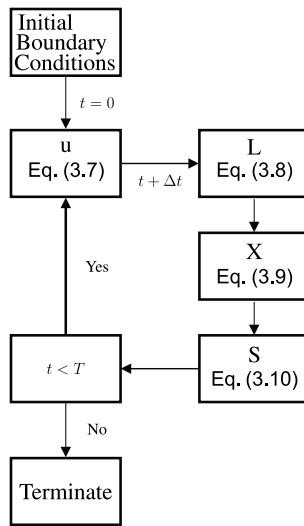 Initial
Boundary
Conditions
t = 0
u
Eq. (3.7)
t + Δt
L
Eq. (3.8)
X
Eq. (3.9)
S
Eq. (3.10)
t < T
Yes
No
Terminate